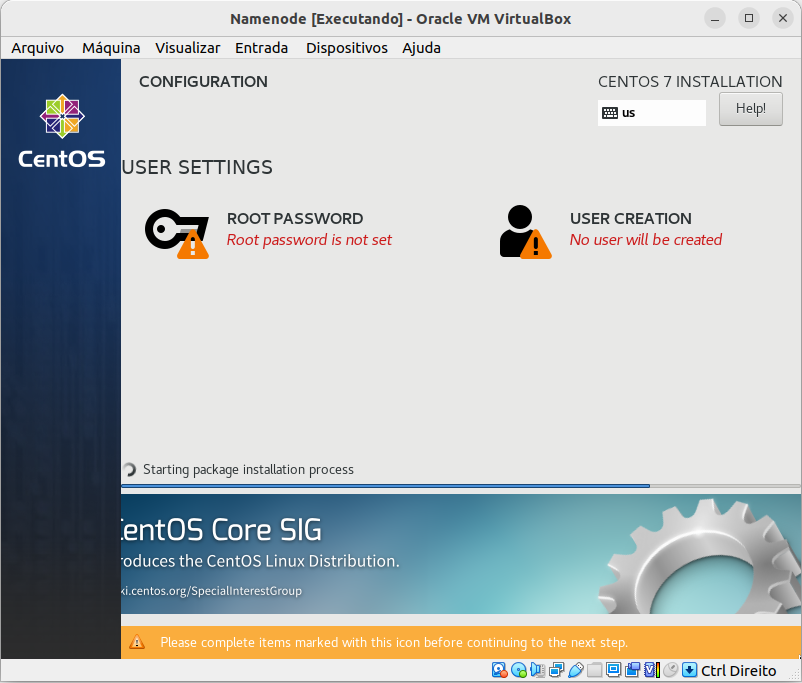 Namenode [Executando] - Oracle VM VirtualBox
Arquivo Máquina Visualizar Entrada Dispositivos Ajuda
CentOS
CONFIGURATION
CENTOS 7 INSTALLATION
us
Help!
USER SETTINGS
ROOT PASSWORD
Root password is not set
USER CREATION
No user will be created
Starting package installation process
CentOS Core SIG
roduces the CentOS Linux Distribution.
ki.centos.org/SpecialInterestGroup
Please complete items marked with this icon before continuing to the next step.
Ctrl Direito